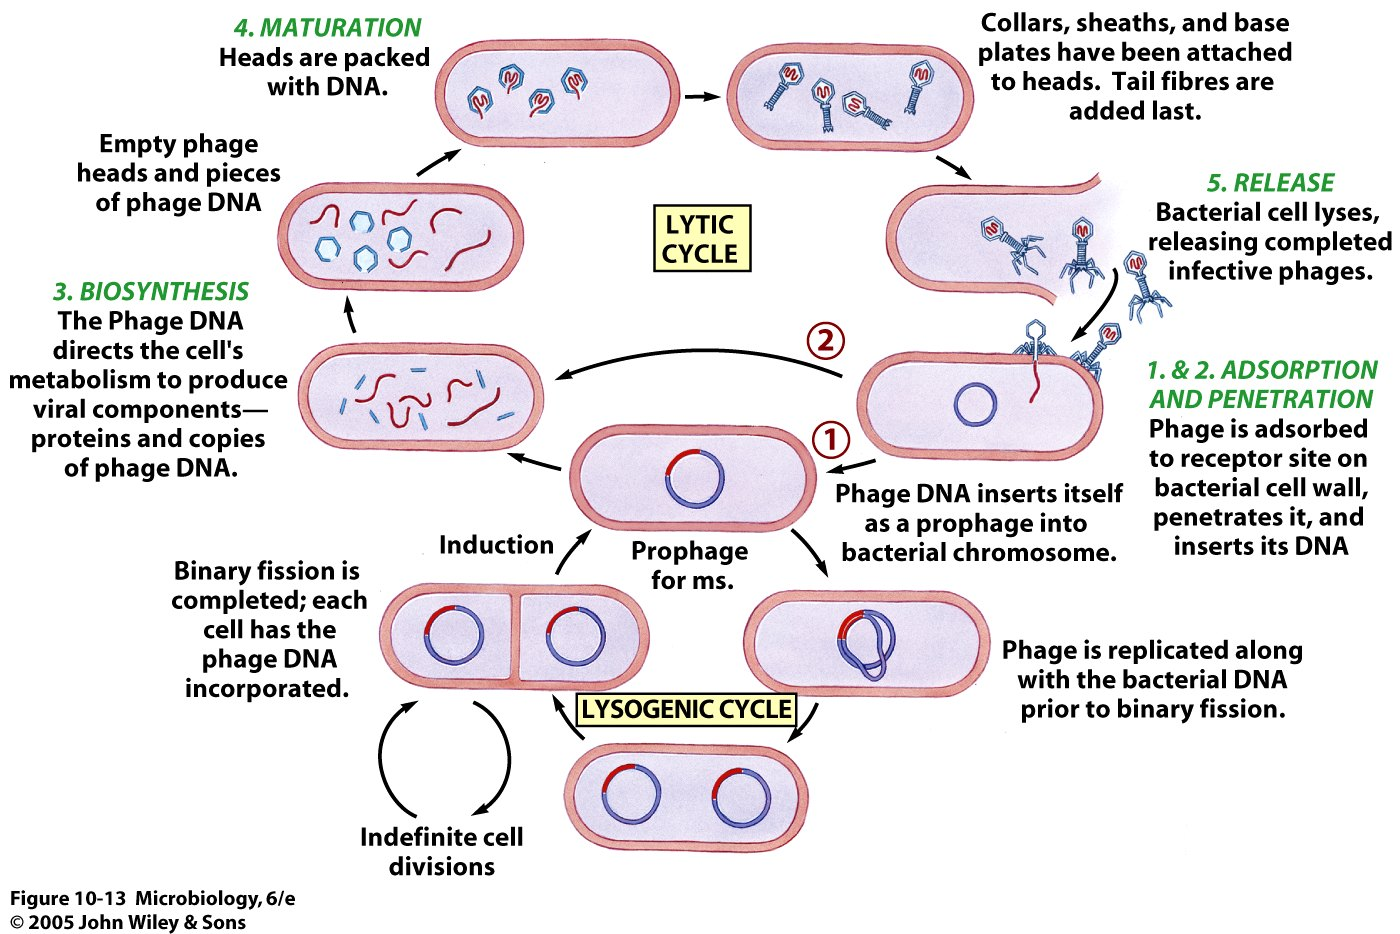 4. MATURATION
Heads are packed
with DNA.
Collars, sheaths, and base
plates have been attached
to heads.  Tail fibres are
added last.
Empty phage
heads and pieces
of phage DNA
LYTIC
CYCLE
5. RELEASE
Bacterial cell lyses,
releasing completed
infective phages.
3. BIOSYNTHESIS
The Phage DNA
directs the cell's
metabolism to produce
viral components—
proteins and copies
of phage DNA.
2
1. & 2. ADSORPTION
AND PENETRATION
Phage is adsorbed
to receptor site on
bacterial cell wall,
penetrates it, and
inserts its DNA
1
Phage DNA inserts itself
as a prophage into
bacterial chromosome.
Induction
Prophage
for ms.
Binary fission is
completed; each
cell has the
phage DNA
incorporated.
Phage is replicated along
with the bacterial DNA
prior to binary fission.
LYSOGENIC CYCLE
Indefinite cell
divisions
Figure 10-13  Microbiology, 6/e
© 2005 John Wiley & Sons